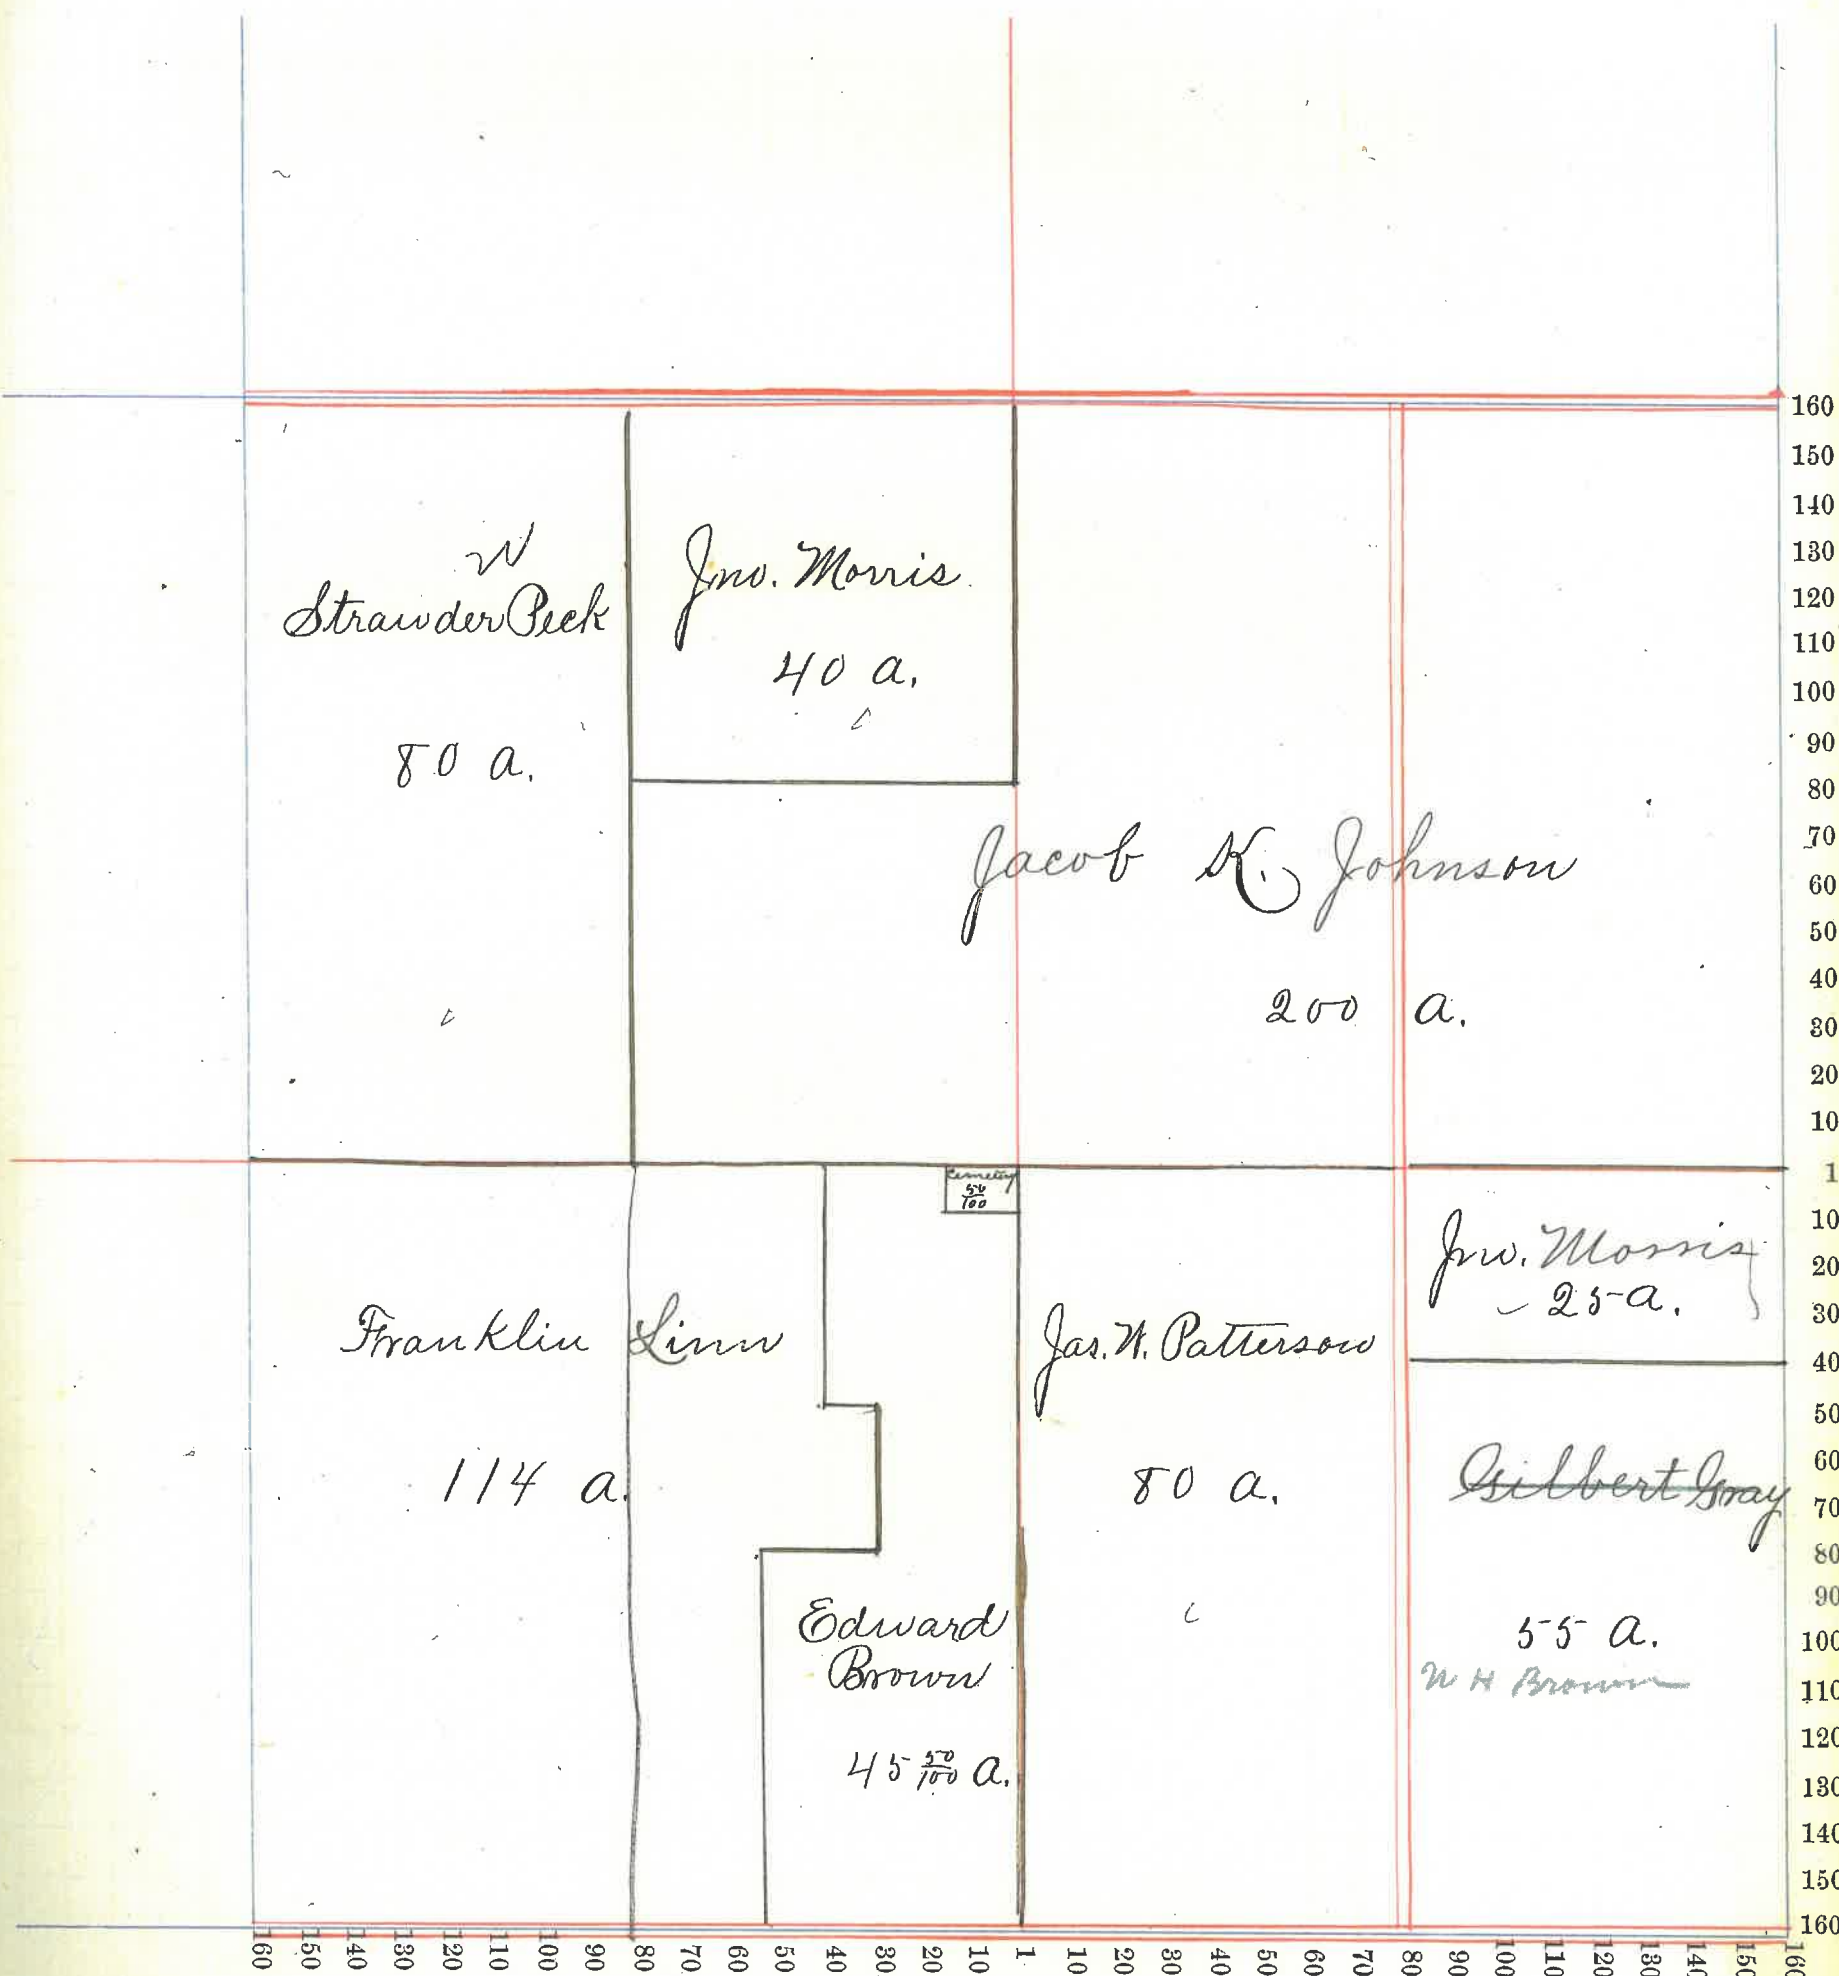 W
Strawder Peck
80 a.
Jno. Morris.
40 a.
Jacob K. Johnson
200 a.
Cemetery
50/100
Franklin Linn
114 a.
Edward
Brown
45 50/100 a.
Jas. W. Patterson
80 a.
Jno. Morris
25 a.
Gilbert Gray
55 a.
W H Brown
160
150
140
130
120
110
100
90
80
70
60
50
40
30
20
10
1
10
20
30
40
50
60
70
80
90
100
110
120
130
140
150
160
160 150 140 130 120 110 100 90 80 70 60 50 40 30 20 10 1 10 20 30 40 50 60 70 80 90 100 110 120 130 140 150 160